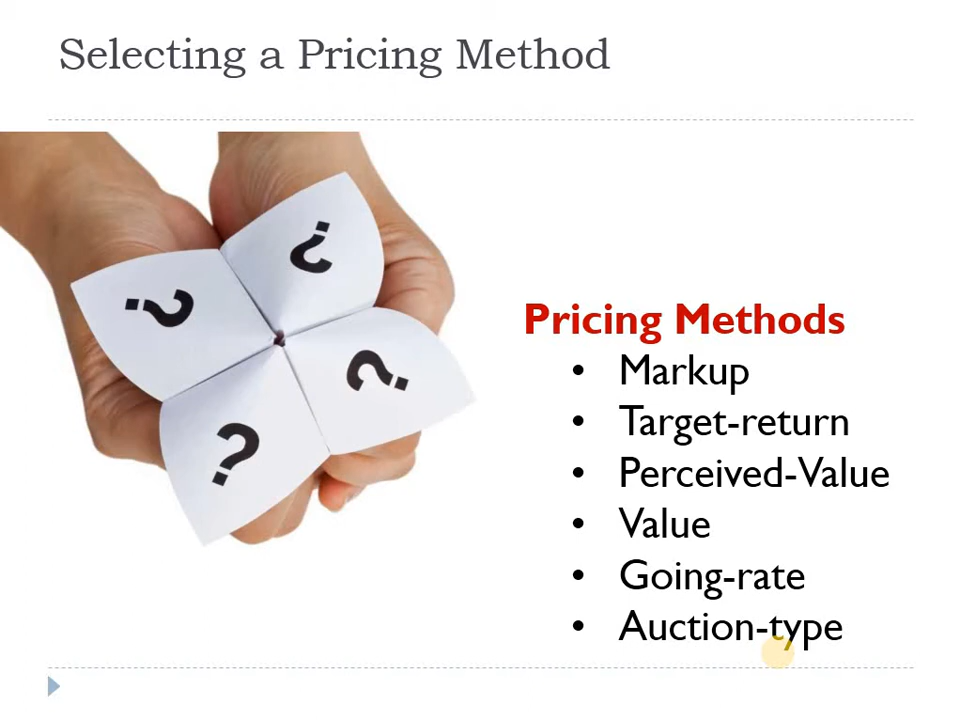 Selecting a Pricing Method
?
?
?
?
Pricing Methods
• Markup
• Target-return
• Perceived-Value
• Value
• Going-rate
• Auction-type